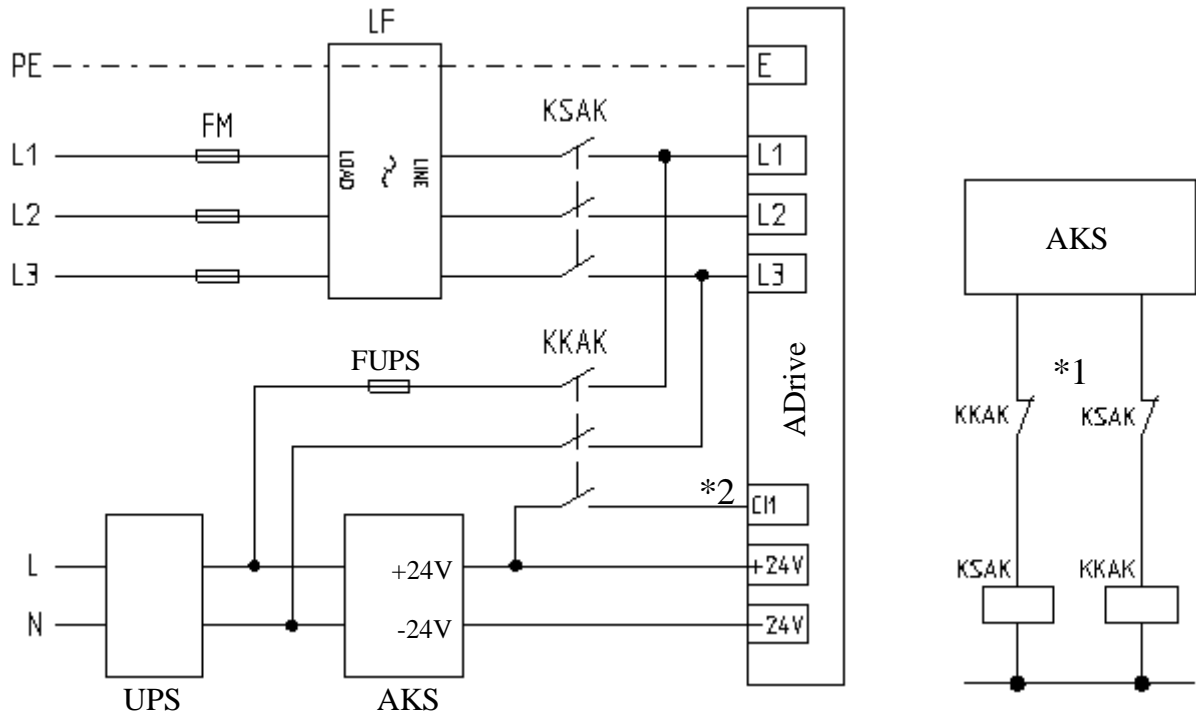 LF
PE
E
FM
KSAK
L1
LOAD
LINE
L1
L2
L2
AKS
L3
L3
KKAK
FUPS
ADrive
*1
KKAK
KSAK
*2
CM
L
+24V
+24V
KSAK
KKAK
N
-24V
-24V
UPS
AKS